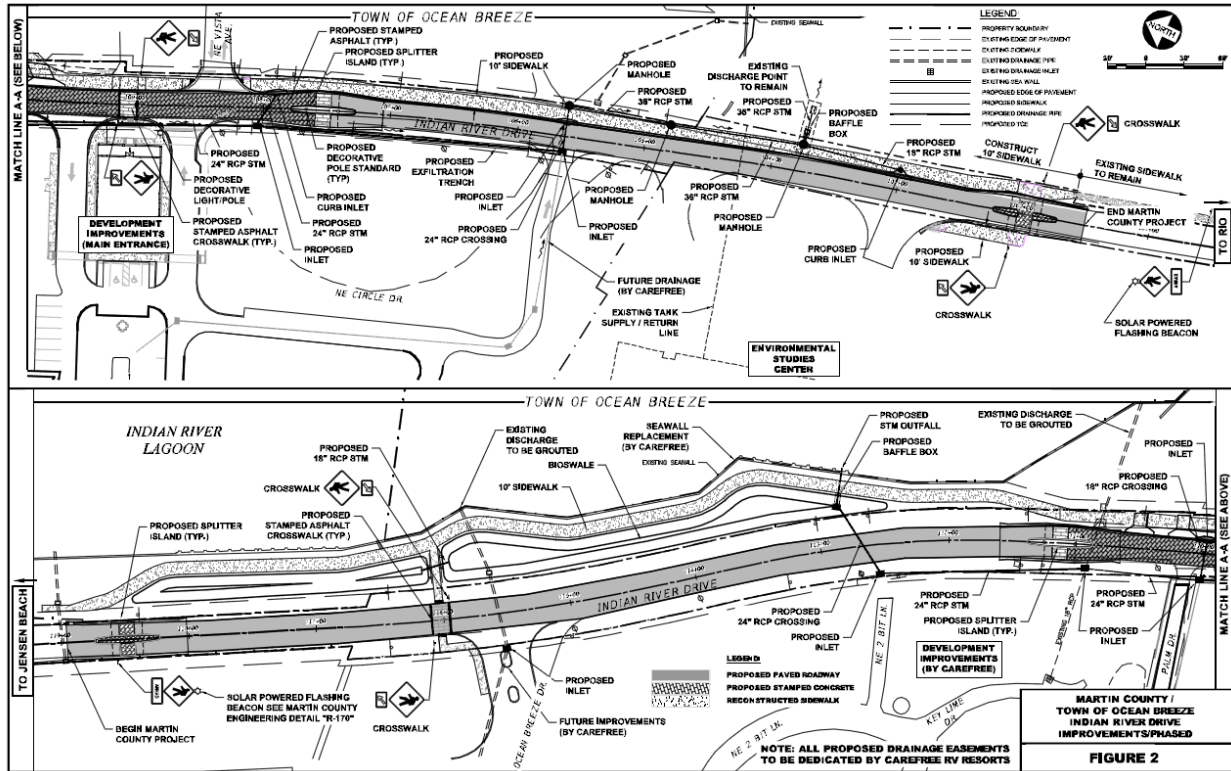 TOWN OF OCEAN BREEZE
MATCH LINE A-A (SEE BELOW)
NE VISTA
AVE.
PROPOSED STAMPED
ASPHALT (TYP.)
PROPOSED SPLITTER
ISLAND (TYP.)
PROPOSED
10' SIDEWALK
PROPOSED
MANHOLE
PROPOSED
36" RCP STM
EXISTING SEAWALL
EXISTING
DISCHARGE POINT
TO REMAIN
PROPOSED
36" RCP STM
PROPOSED
BAFFLE
BOX
LEGEND:
PROPERTY BOUNDARY
EXISTING EDGE OF PAVEMENT
EXISTING SIDEWALK
EXISTING DRAINAGE PIPE
EXISTING DRAINAGE INLET
EXISTING SEA WALL
PROPOSED EDGE OF PAVEMENT
PROPOSED SIDEWALK
PROPOSED DRAINAGE PIPE
PROPOSED TCE
NORTH
CROSSWALK
CONSTRUCT
10' SIDEWALK
EXISTING SIDEWALK
TO REMAIN
PROPOSED
18" RCP STM
INDIAN RIVER DRIVE
PROPOSED
24" RCP STM
PROPOSED
DECORATIVE
LIGHT/POLE
DEVELOPMENT
IMPROVEMENTS
(MAIN ENTRANCE)
PROPOSED
STAMPED ASPHALT
CROSSWALK (TYP.)
PROPOSED
CURB INLET
PROPOSED
24" RCP STM
PROPOSED
INLET
PROPOSED
DECORATIVE
POLE STANDARD
(TYP)
PROPOSED
EXFILTRATION
TRENCH
PROPOSED
INLET
PROPOSED
24" RCP CROSSING
PROPOSED
INLET
PROPOSED
MANHOLE
PROPOSED
36" RCP STM
PROPOSED
MANHOLE
PROPOSED
CURB INLET
PROPOSED
10' SIDEWALK
CROSSWALK
END MARTIN
COUNTY PROJECT
TO RIO
SOLAR POWERED
FLASHING BEACON
NE CIRCLE DR.
FUTURE DRAINAGE
(BY CAREFREE)
EXISTING TANK
SUPPLY / RETURN
LINE
ENVIRONMENTAL
STUDIES
CENTER
TOWN OF OCEAN BREEZE
INDIAN RIVER
LAGOON
PROPOSED
18" RCP STM
CROSSWALK
EXISTING
DISCHARGE
TO BE GROUTED
BIOSWALE
10' SIDEWALK
SEAWALL
REPLACEMENT
(BY CAREFREE)
EXISTING SEAWALL
PROPOSED
STM OUTFALL
PROPOSED
BAFFLE BOX
EXISTING DISCHARGE
TO BE GROUTED
PROPOSED
INLET
PROPOSED
18" RCP CROSSING
MATCH LINE A-A (SEE ABOVE)
PROPOSED SPLITTER
ISLAND (TYP.)
PROPOSED
STAMPED ASPHALT
CROSSWALK (TYP.)
INDIAN RIVER DRIVE
TO JENSEN BEACH
BEGIN MARTIN
COUNTY PROJECT
SOLAR POWERED FLASHING
BEACON SEE MARTIN COUNTY
ENGINEERING DETAIL "R-170"
CROSSWALK
OCEAN BREEZE DR.
PROPOSED
INLET
FUTURE IMPROVEMENTS
(BY CAREFREE)
PROPOSED
24" RCP CROSSING
PROPOSED
INLET
NE 2 BIT LN.
PROPOSED
24" RCP STM
PROPOSED SPLITTER
ISLAND (TYP.)
DEVELOPMENT
IMPROVEMENTS
(BY CAREFREE)
EXISTING 18" RCP
PROPOSED
24" RCP STM
PROPOSED
INLET
PALM DR.
KEY LIME
DR.
NE 2 BIT LN.
LEGEND:
PROPOSED PAVED ROADWAY
PROPOSED STAMPED CONCRETE
RECONSTRUCTED SIDEWALK
NOTE: ALL PROPOSED DRAINAGE EASEMENTS
TO BE DEDICATED BY CAREFREE RV RESORTS
MARTIN COUNTY /
TOWN OF OCEAN BREEZE
INDIAN RIVER DRIVE
IMPROVEMENTS/PHASED
FIGURE 2